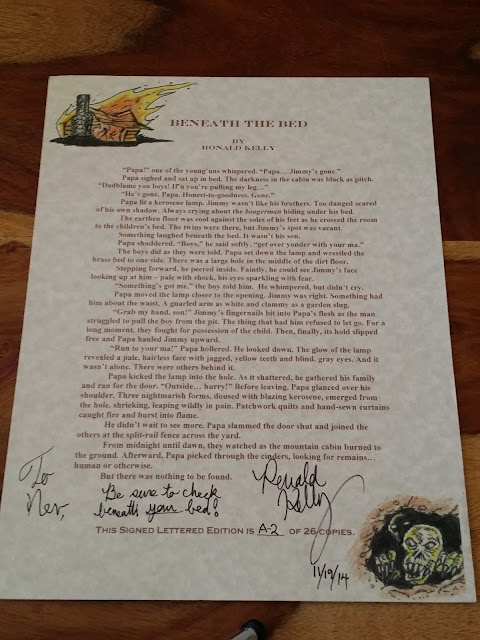 BENEATH THE BED
BY
RONALD KELLY
"Papa!" one of the young'uns whispered. "Papa... Jimmy's gone."
Papa sighed and sat up in bed. The darkness in the cabin was black as pitch.
"Dadblame you boys! If'n you're pulling my leg..."
"He's gone, Papa. Honest-to-goodness. Gone."
Papa lit a kerosene lamp. Jimmy wasn't like his brothers. Too danged scared
of his own shadow. Always crying about the boogerman hiding under his bed.
The earthen floor was cool against the soles of his feet as he crossed the room
to the children's bed. The twins were there, but Jimmy's spot was vacant.
Something laughed beneath the bed. It wasn't his son.
Papa shuddered. "Boys," he said softly, "get over yonder with your ma."
The boys did as they were told. Papa set down the lamp and wrestled the
brass bed to one side. There was a large hole in the middle of the dirt floor.
Stepping forward, he peered inside. Faintly, he could see Jimmy's face
looking up at him – pale with shock, his eyes sparkling with fear.
"Something's got me," the boy told him. He whimpered, but didn't cry.
Papa moved the lamp closer to the opening. Jimmy was right. Something had
him about the waist. A gnarled arm as white and clammy as a garden slug.
"Grab my hand, son!" Jimmy's fingernails bit into Papa's flesh as the man
struggled to pull the boy from the pit. The thing that had him refused to let go. For a
long moment, they fought for possession of the child. Then, finally, its hold slipped
free and Papa hauled Jimmy upward.
"Run to your ma!" Papa hollered. He looked down. The glow of the lamp
revealed a pale, hairless face with jagged, yellow teeth and blind, gray eyes. And it
wasn't alone. There were others behind it.
Papa kicked the lamp into the hole. As it shattered, he gathered his family
and ran for the door. "Outside... hurry!" Before leaving, Papa glanced over his
shoulder. Three nightmarish forms, doused with blazing kerosene, emerged from
the hole, shrieking, leaping wildly in pain. Patchwork quilts and hand-sewn curtains
caught fire and burst into flame.
He didn't wait to see more. Papa slammed the door shut and joined the
others at the split-rail fence across the yard.
From midnight until dawn, they watched as the mountain cabin burned to
the ground. Afterward, Papa picked through the cinders, looking for remains...
human or otherwise.
But there was nothing to be found.
To
Nev,
Be sure to check
beneath your bed!
Ronald
Kelly
THIS SIGNED LETTERED EDITION IS A-2 OF 26 COPIES.
11/19/14